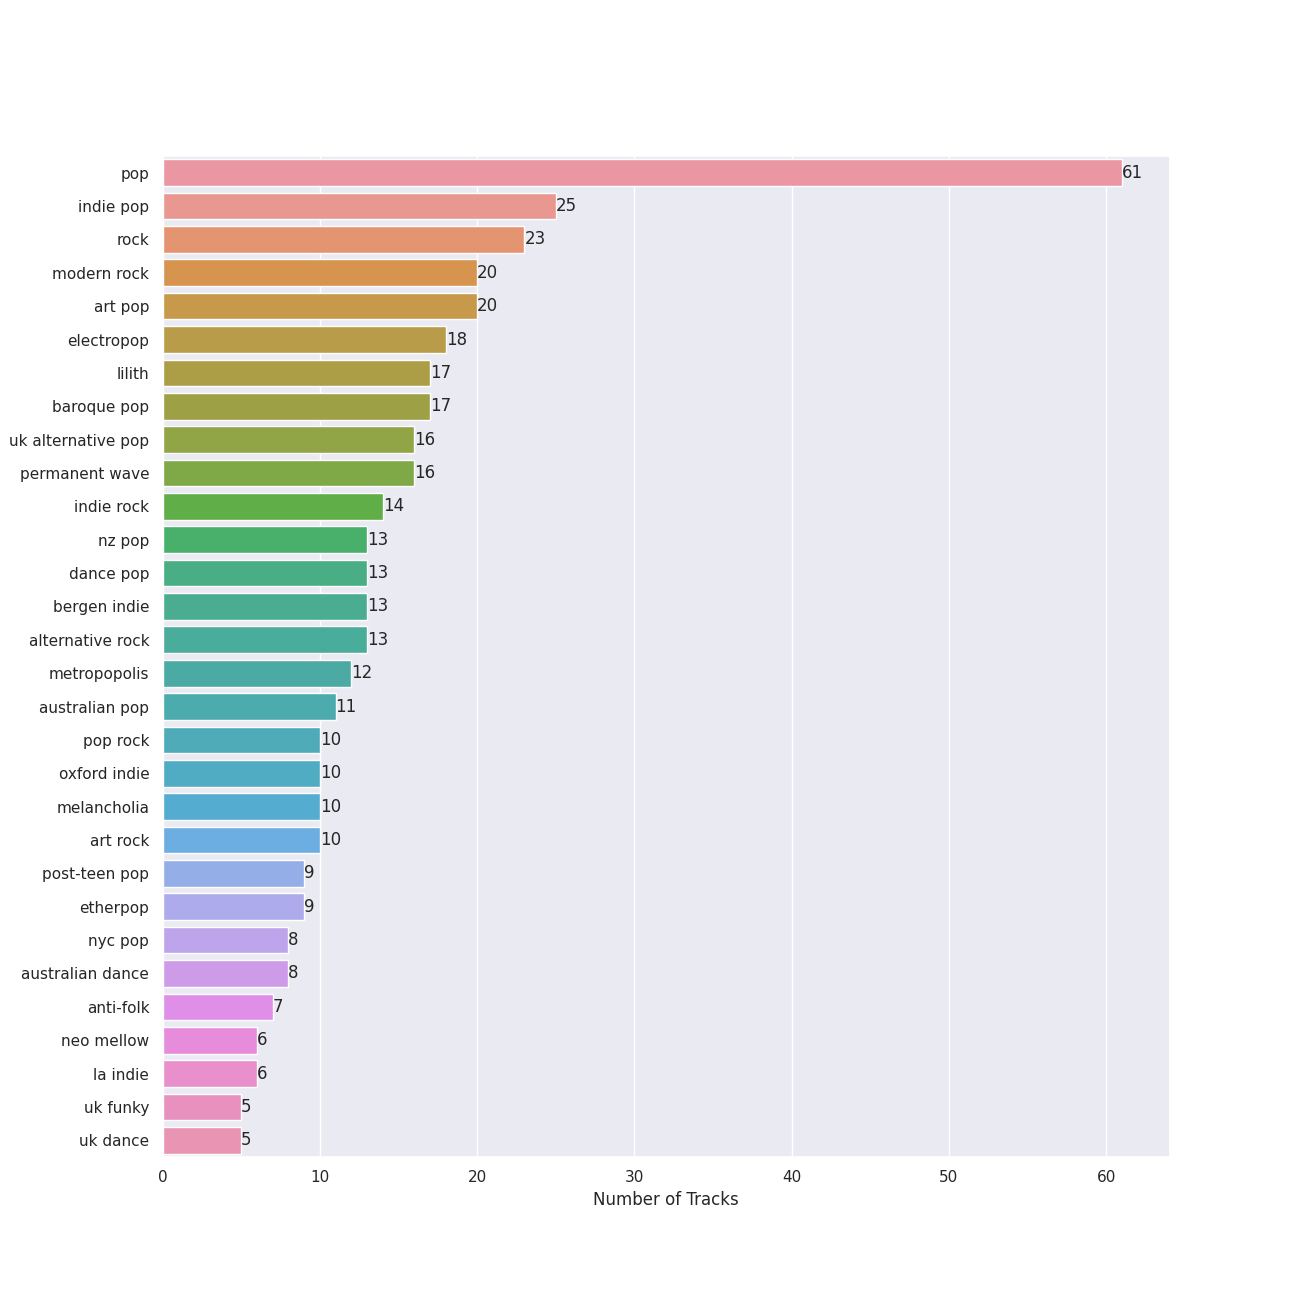 pop 61
indie pop 25
rock 23
modern rock 20
art pop 20
electropop 18
lilith 17
baroque pop 17
uk alternative pop 16
permanent wave 16
indie rock 14
nz pop 13
dance pop 13
bergen indie 13
alternative rock 13
metropopolis 12
australian pop 11
pop rock 10
oxford indie 10
melancholia 10
art rock 10
post-teen pop 9
etherpop 9
nyc pop 8
australian dance 8
anti-folk 7
neo mellow 6
la indie 6
uk funky 5
uk dance 5
0 10 20 30 40 50 60
Number of Tracks